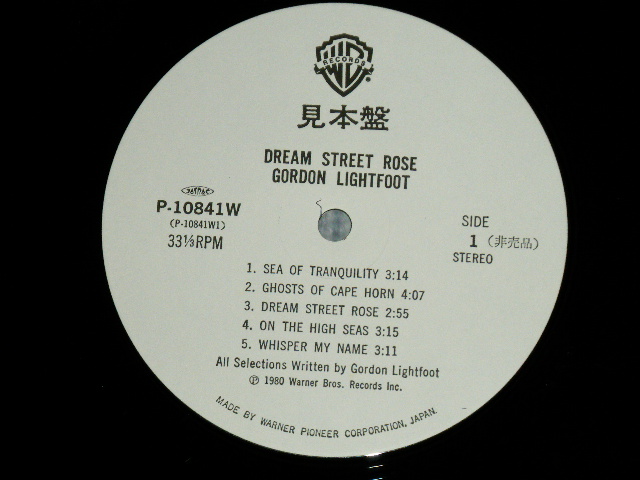 WB
RECORDS
見本盤
DREAM STREET ROSE
GORDON LIGHTFOOT
P-10841W
(P-10841W1)
33⅓RPM
SIDE
1 (非売品)
STEREO
1. SEA OF TRANQUILITY 3:14
2. GHOSTS OF CAPE HORN 4:07
3. DREAM STREET ROSE 2:55
4. ON THE HIGH SEAS 3:15
5. WHISPER MY NAME 3:11
All Selections Written by Gordon Lightfoot
Ⓟ 1980 Warner Bros. Records Inc.
MADE BY WARNER PIONEER CORPORATION, JAPAN.